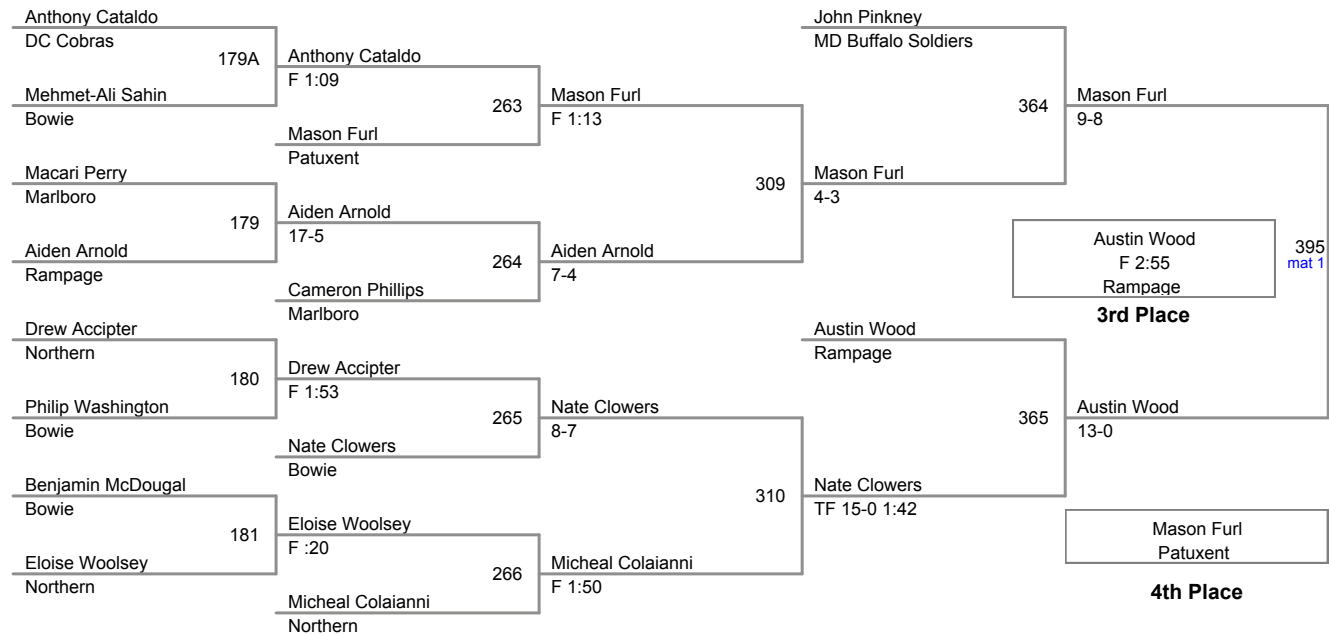 Anthony Cataldo
DC Cobras
179A
Mehmet-Ali Sahin
Bowie
Macari Perry
Marlboro
179
Aiden Arnold
Rampage
Drew Accipter
Northern
180
Philip Washington
Bowie
Benjamin McDougal
Bowie
181
Eloise Woolsey
Northern
Anthony Cataldo
F 1:09
263
Mason Furl
Patuxent
Aiden Arnold
17-5
264
Cameron Phillips
Marlboro
Drew Accipter
F 1:53
265
Nate Clowers
Bowie
Eloise Woolsey
F :20
266
Micheal Colaianni
Northern
Mason Furl
F 1:13
309
Aiden Arnold
7-4
Nate Clowers
8-7
310
Micheal Colaianni
F 1:50
John Pinkney
MD Buffalo Soldiers
364
Mason Furl
4-3
Austin Wood
Rampage
365
Nate Clowers
TF 15-0 1:42
Mason Furl
9-8
Austin Wood
F 2:55
Rampage
3rd Place
395
mat 1
Austin Wood
13-0
Mason Furl
Patuxent
4th Place